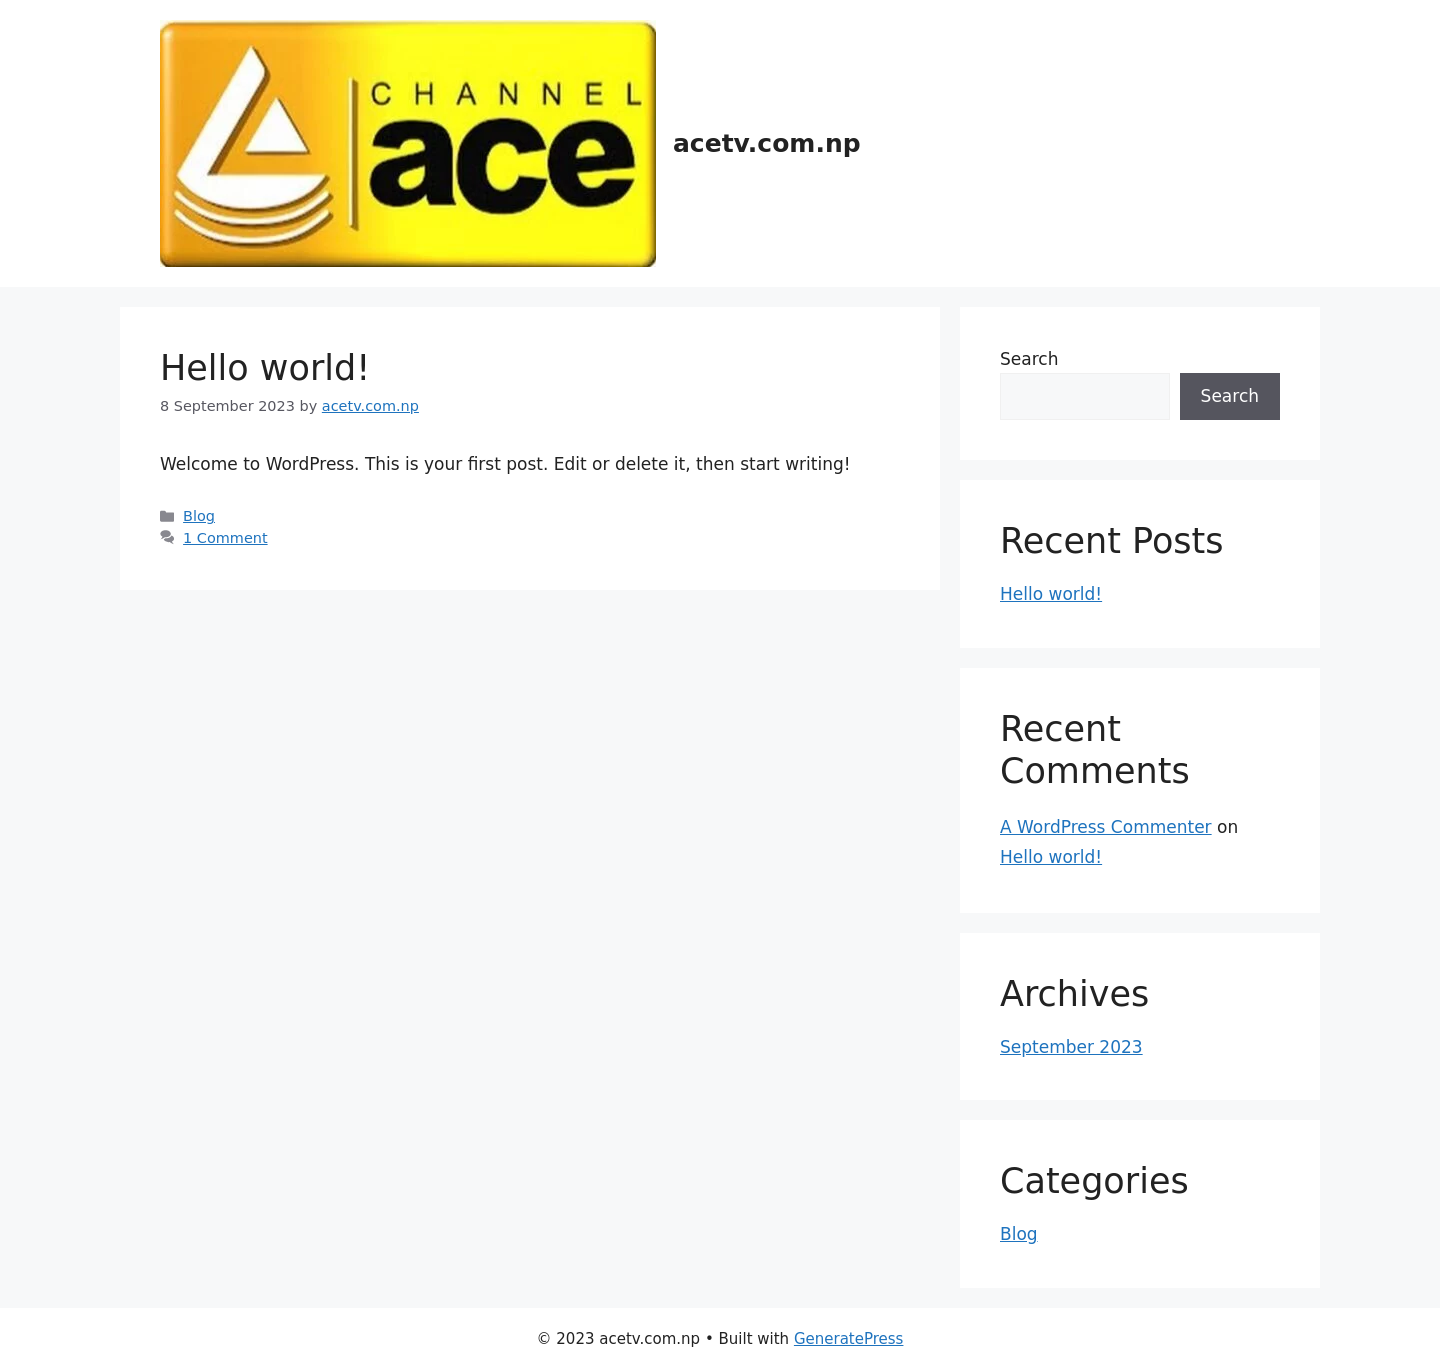 CHANNEL
ace
acetv.com.np
Hello world!
8 September 2023 by acetv.com.np
Welcome to WordPress. This is your first post. Edit or delete it, then start writing!
Blog
1 Comment
Search
Search
Recent Posts
Hello world!
Recent
Comments
A WordPress Commenter on
Hello world!
Archives
September 2023
Categories
Blog
© 2023 acetv.com.np • Built with GeneratePress